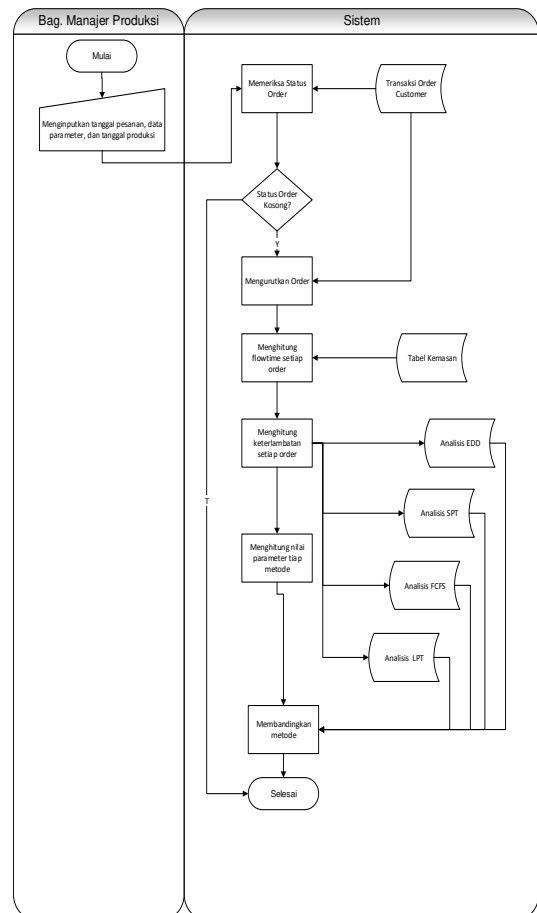 Bag. Manajer Produksi
Sistem
Mulai
Menginputkan tanggal pesanan, data
parameter, dan tanggal produksi
Memeriksa Status
Order
Transaksi Order
Customer
Status Order
Kosong?
Y
Mengurutkan Order
Menghitung
flowtime setiap
order
Tabel Kemasan
Menghitung
keterlambatan
setiap order
Analisis EDD
T
Analisis SPT
Menghitung nilai
parameter tiap
metode
Analisis FCFS
Analisis LPT
Membandingkan
metode
Selesai